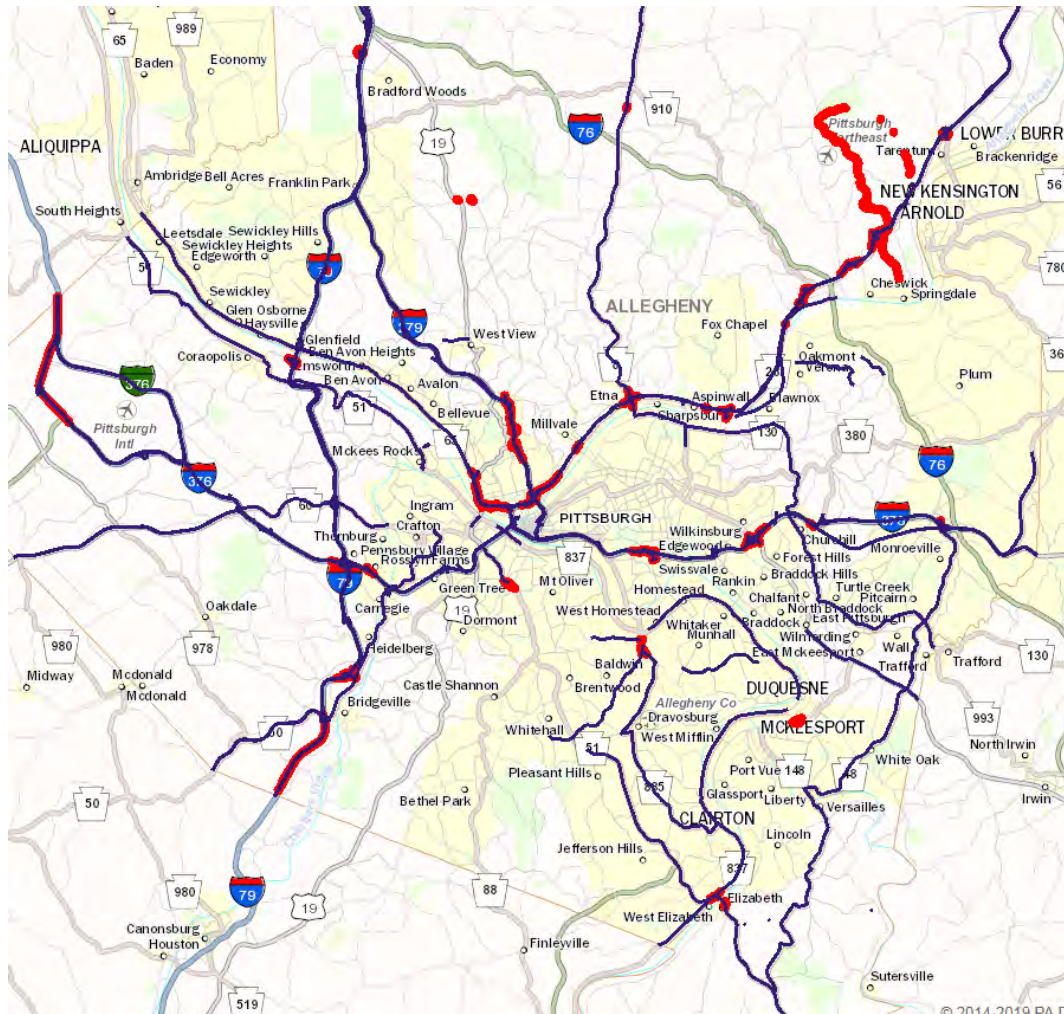 65
989
Baden
Economy
Bradford Woods
19
76
910
Pittsburgh
Northeast
LOWER BURR
Tarentum
Brackenridge
56
ALIQUIPPA
Ambridge
Bell Acres
Franklin Park
NEW KENSINGTON
ARNOLD
South Heights
Leetsdale
Sewickley Hills
Sewickley Heights
Edgeworth
51
79
780
Sewickley
Cheswick
Springdale
Glen Osborne
Haysville
279
ALLEGHENY
Fox Chapel
West View
Glenfield
Ben Avon Heights
Coraopolis
Emsworth
Ben Avon
Avalon
Oakmont
Verona
Plum
376
51
Bellevue
Etna
Aspinwall
Sharpsburg
Blawnox
Pittsburgh
Intl
Millvale
65
130
380
Mckees Rocks
376
76
Ingram
Crafton
PITTSBURGH
Thornburg
Pennsbury Village
Rosslyn Farms
837
Wilkinsburg
Edgewood
Churchill
Monroeville
Swissvale
Forest Hills
79
Green Tree
Mt Oliver
Homestead
Rankin
Braddock Hills
Chalfant
Turtle Creek
Pitcairn
Oakdale
Carnegie
19
Dormont
West Homestead
Whitaker
Munhall
North Braddock
Braddock
East Pittsburgh
Wilmerding
980
978
Heidelberg
Baldwin
East Mckeesport
Wall
Trafford
Trafford
130
Midway
Mcdonald
Mcdonald
Castle Shannon
Brentwood
DUQUESNE
Bridgeville
Allegheny Co
Dravosburg
West Mifflin
MCKEESPORT
993
50
Whitehall
51
North Irwin
White Oak
Pleasant Hills
Port Vue
148
48
Irwin
50
Bethel Park
885
Glassport
Liberty
Versailles
CLAIRTON
Lincoln
Jefferson Hills
837
980
79
19
88
Elizabeth
West Elizabeth
Canonsburg
Houston
Finleyville
Sutersville
519